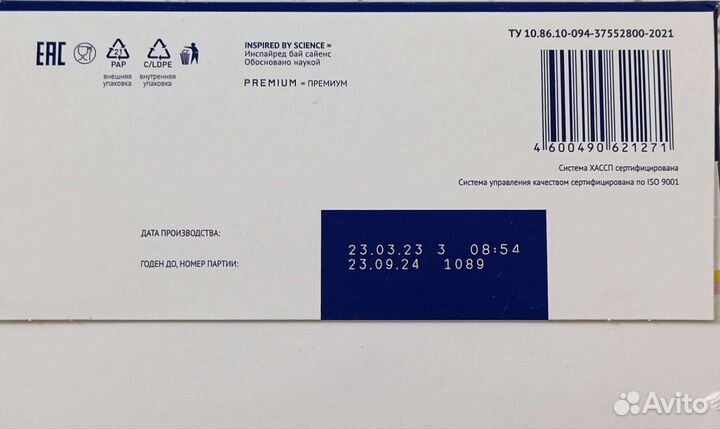 ТУ 10.86.10-094-37552800-2021
EAC
21
PAP
C/LDPE
внешняя
упаковка
внутренняя
упаковка
INSPIRED BY SCIENCE =
Инспайред бай сайенс
Обосновано наукой
PREMIUM = ПРЕМИУМ
4 600490 621271
Система ХАССП сертифицирована
Система управления качеством сертифицирована по ISO 9001
ДАТА ПРОИЗВОДСТВА:
23.03.23 3 08:54
ГОДЕН ДО, НОМЕР ПАРТИИ:
23.09.24 1089
Avito